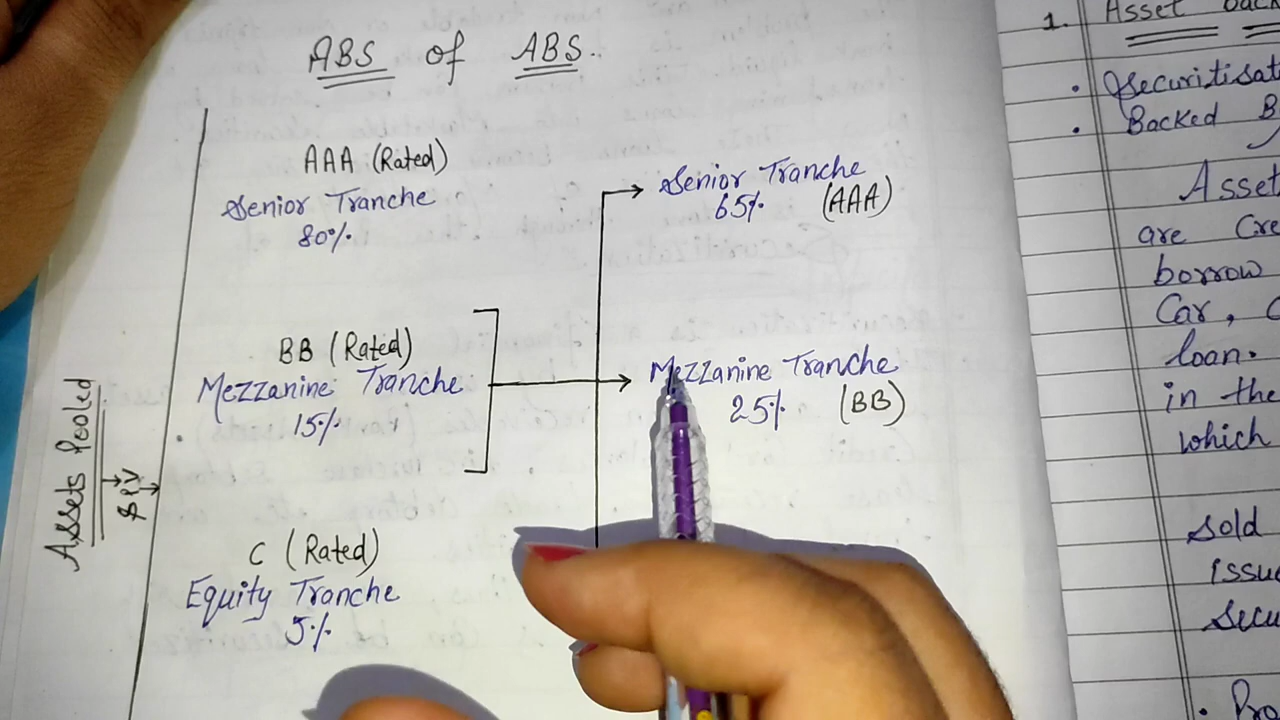 ABS of ABS.
AAA (Rated)
Senior Tranche
80%
BB (Rated)
Mezzanine Tranche
15%
C (Rated)
Equity Tranche
5%
Assets Pooled
SPV
Senior Tranche
65% (AAA)
Mezzanine Tranche
25% (BB)
1. Asset
• Securitisat
• Backed B
Asset
are Cre
borrow
Car, C
loan.
in the
which
Sold
issue
Secu